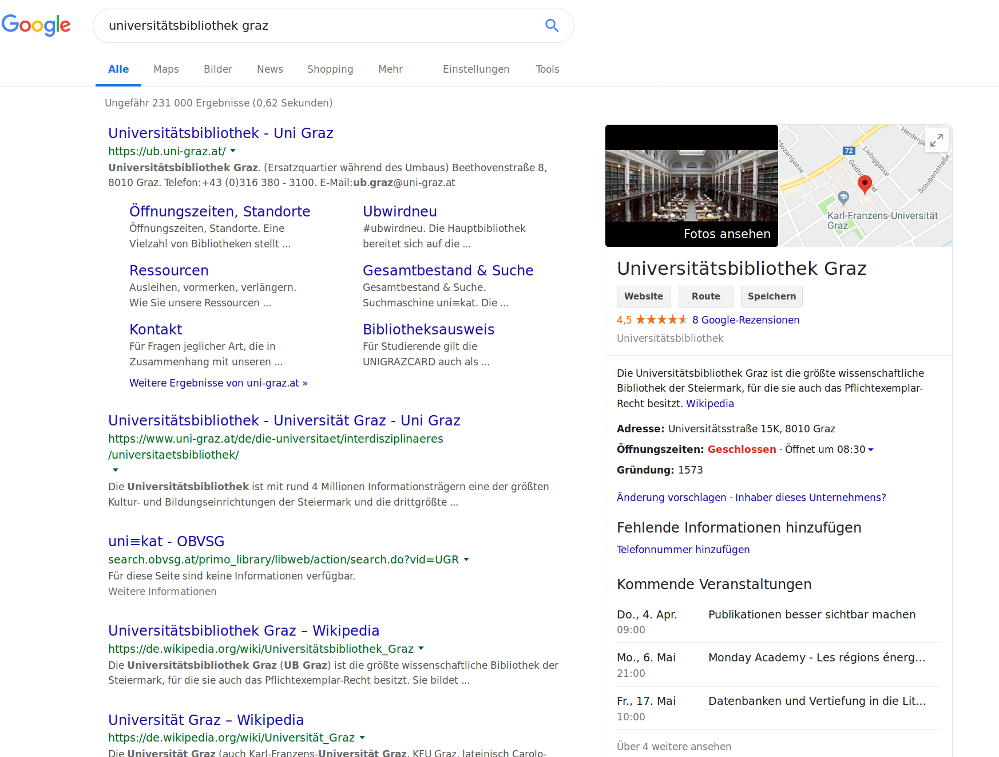 Google
universitätsbibliothek graz
Alle Maps Bilder News Shopping Mehr Einstellungen Tools
Ungefähr 231 000 Ergebnisse (0,62 Sekunden)
Universitätsbibliothek - Uni Graz
https://ub.uni-graz.at/
Universitätsbibliothek Graz. (Ersatzquartier während des Umbaus) Beethovenstraße 8,
8010 Graz. Telefon:+43 (0)316 380 - 3100. E-Mail:ub.graz@uni-graz.at
Öffnungszeiten, Standorte
Öffnungszeiten, Standorte. Eine
Vielzahl von Bibliotheken stellt ...
Ubwirdneu
#ubwirdneu. Die Hauptbibliothek
bereitet sich auf die ...
Ressourcen
Ausleihen, vormerken, verlängern.
Wie Sie unsere Ressourcen ...
Gesamtbestand & Suche
Gesamtbestand & Suche.
Suchmaschine uni≡kat. Die ...
Kontakt
Für Fragen jeglicher Art, die in
Zusammenhang mit unseren ...
Bibliotheksausweis
Für Studierende gilt die
UNIGRAZCARD auch als ...
Weitere Ergebnisse von uni-graz.at »
Universitätsbibliothek - Universität Graz - Uni Graz
https://www.uni-graz.at/de/die-universitaet/interdisziplinaeres
/universitaetsbibliothek/
Die Universitätsbibliothek ist mit rund 4 Millionen Informationsträgern eine der größten
Kultur- und Bildungseinrichtungen der Steiermark und die drittgrößte ...
uni≡kat - OBVSG
search.obvsg.at/primo_library/libweb/action/search.do?vid=UGR
Für diese Seite sind keine Informationen verfügbar.
Weitere Informationen
Universitätsbibliothek Graz – Wikipedia
https://de.wikipedia.org/wiki/Universitätsbibliothek_Graz
Die Universitätsbibliothek Graz (UB Graz) ist die größte wissenschaftliche Bibliothek der
Steiermark, für die sie auch das Pflichtexemplar-Recht besitzt. Sie bildet ...
Universität Graz – Wikipedia
https://de.wikipedia.org/wiki/Universität_Graz
Die Universität Graz (auch Karl-Franzens-Universität Graz, KFU Graz, lateinisch Carolo-
Fotos ansehen
Mozartgasse
72
Liebiggasse
Schubertstraße
Karl-Franzens-Universität
Graz
Universitätsbibliothek Graz
Website Route Speichern
4,5 8 Google-Rezensionen
Universitätsbibliothek
Die Universitätsbibliothek Graz ist die größte wissenschaftliche
Bibliothek der Steiermark, für die sie auch das Pflichtexemplar-
Recht besitzt. Wikipedia
Adresse: Universitätsstraße 15K, 8010 Graz
Öffnungszeiten: Geschlossen · Öffnet um 08:30
Gründung: 1573
Änderung vorschlagen · Inhaber dieses Unternehmens?
Fehlende Informationen hinzufügen
Telefonnummer hinzufügen
Kommende Veranstaltungen
Do., 4. Apr. Publikationen besser sichtbar machen
09:00
Mo., 6. Mai Monday Academy - Les régions énerg...
21:00
Fr., 17. Mai Datenbanken und Vertiefung in die Lit...
10:00
Über 4 weitere ansehen